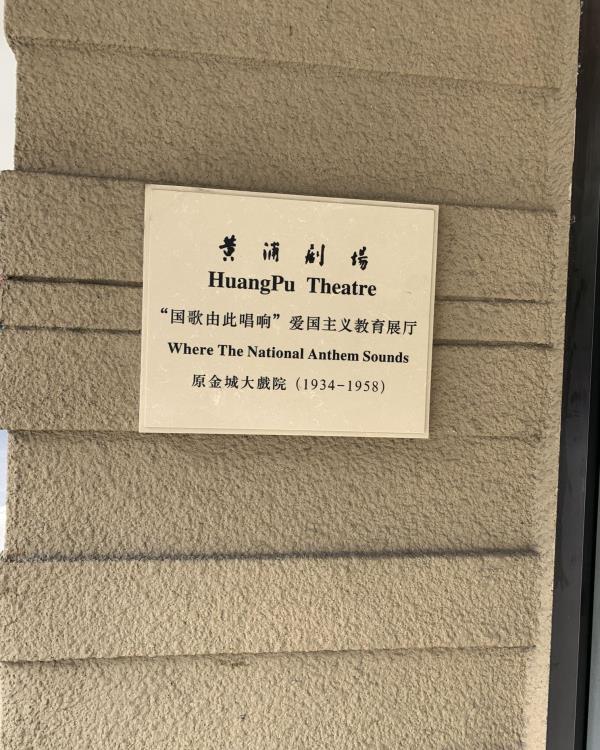 黄浦剧場
HuangPu Theatre
“国歌由此唱响”爱国主义教育展厅
Where The National Anthem Sounds
原金城大戲院（1934-1958）